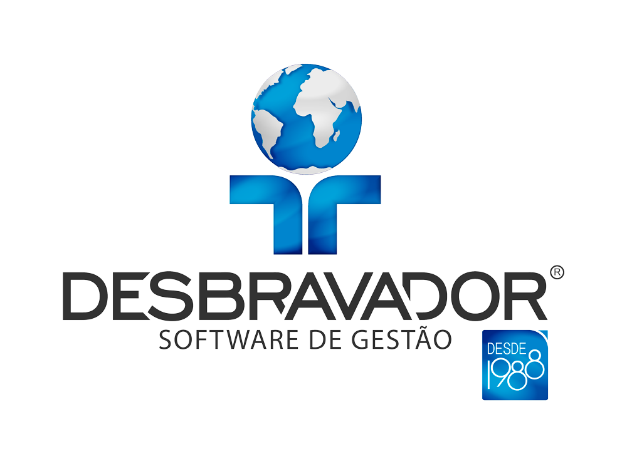 DESBRAVADOR®
SOFTWARE DE GESTÃO
DESDE
1988